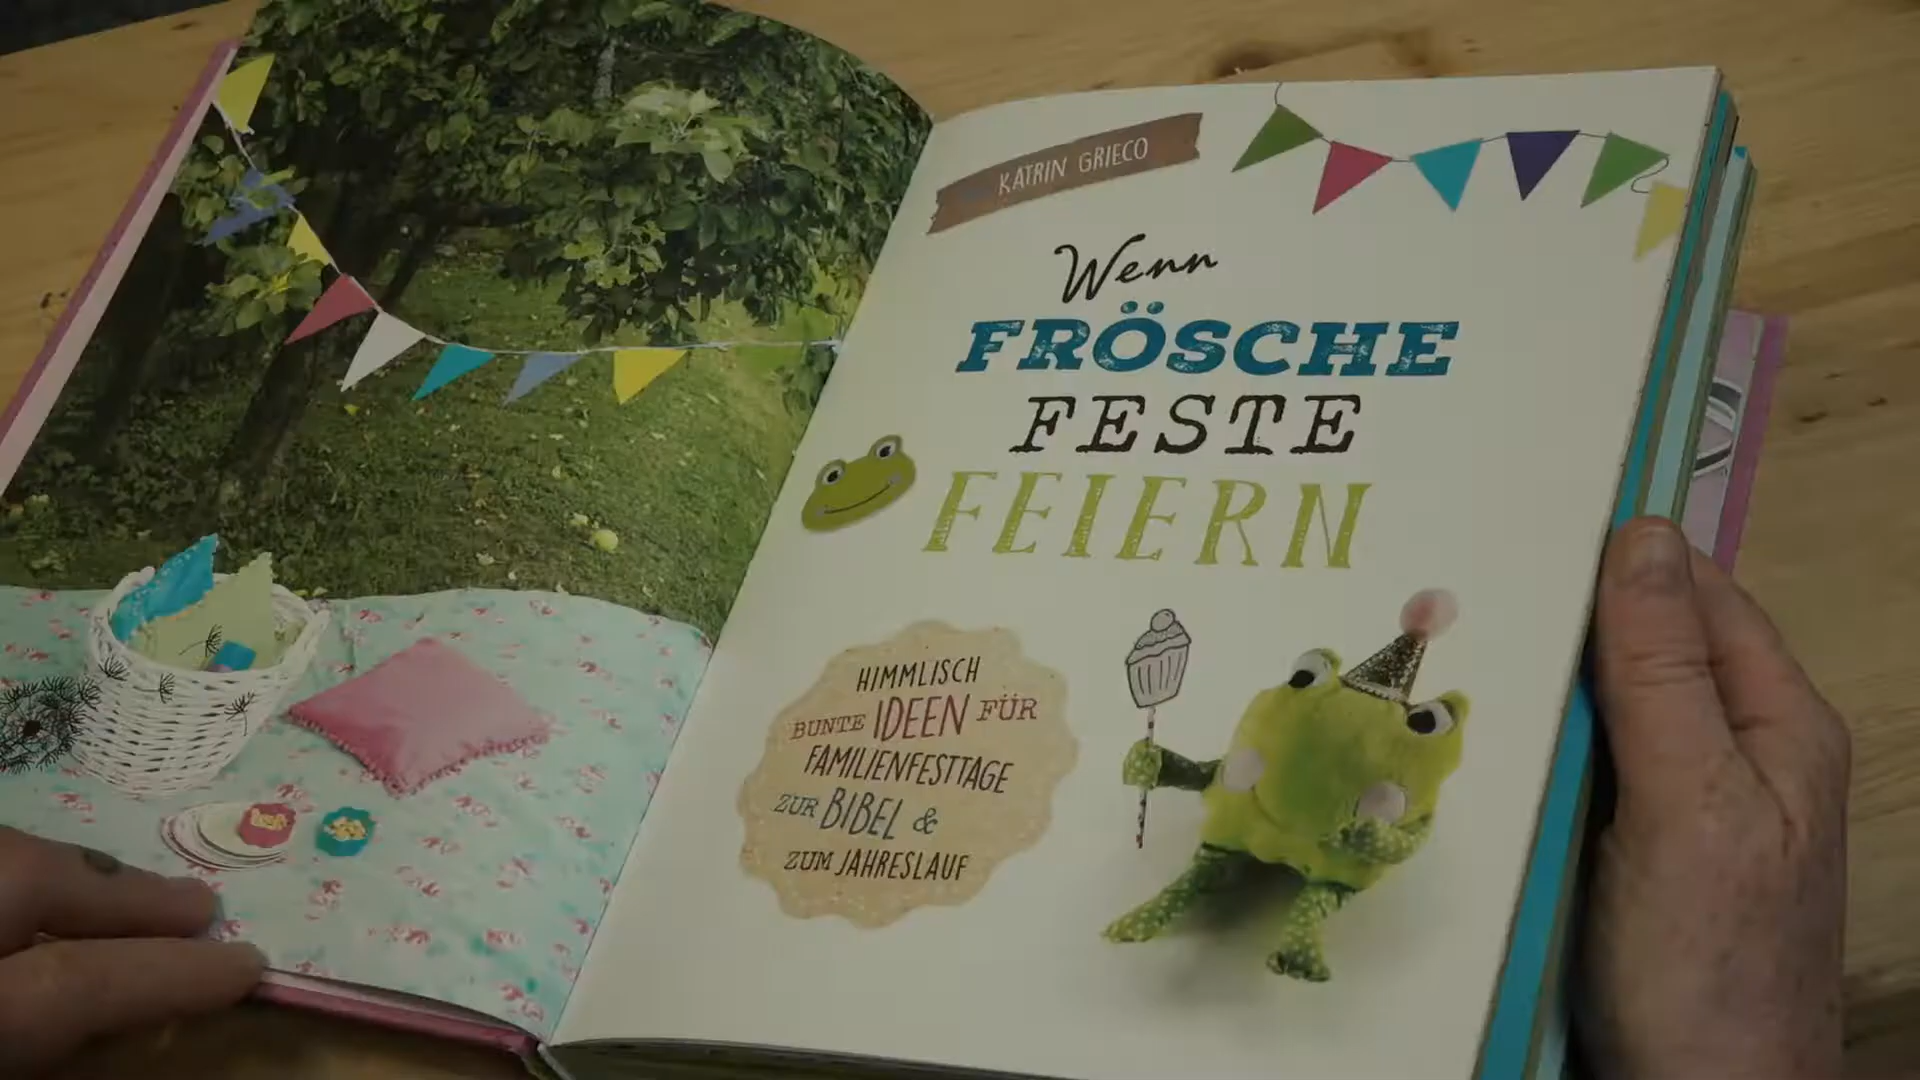 KATRIN GRIECO
Wenn
FRÖSCHE
FESTE
FEIERN
HIMMLISCH
BUNTE IDEEN FÜR
FAMILIENFESTTAGE
ZUR BIBEL &
ZUM JAHRESLAUF